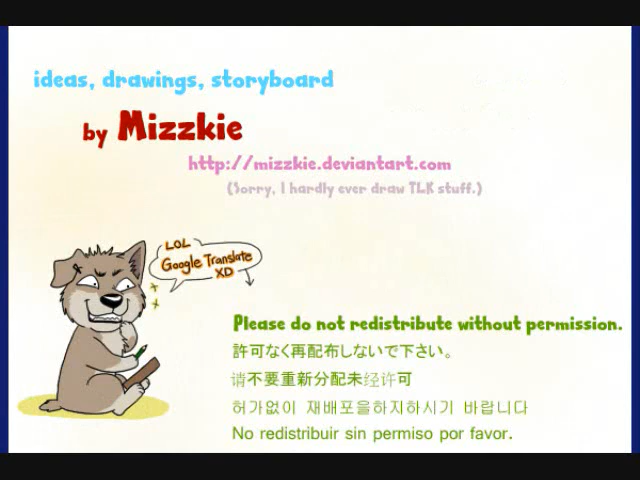 ideas, drawings, storyboard
by Mizzkie
http://mizzkie.deviantart.com
(Sorry, I hardly ever draw TLK stuff.)
LOL
Google Translate
XD
Please do not redistribute without permission.
許可なく再配布しないで下さい。
请不要重新分配未经许可
허가없이 재배포을하지하시기 바랍니다
No redistribuir sin permiso por favor.